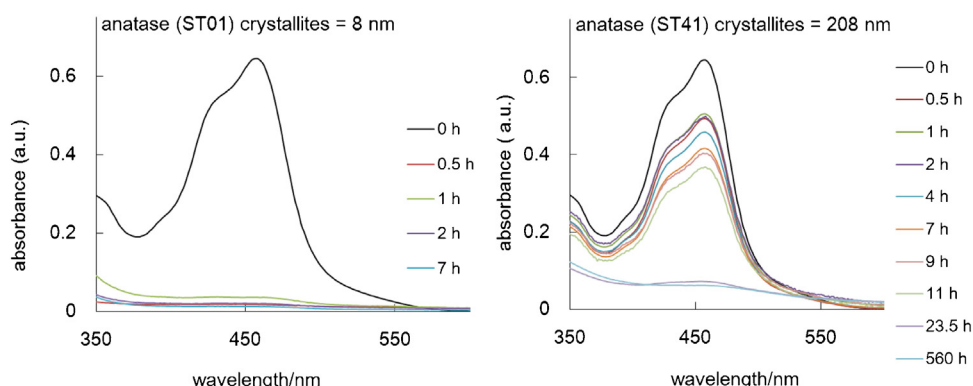 anatase (ST01) crystallites = 8 nm
absorbance (a.u.)
0.6
0.4
0.2
0
350
450
550
wavelength/nm
0 h
0.5 h
1 h
2 h
7 h
anatase (ST41) crystallites = 208 nm
absorbance ( a.u.)
0.6
0.4
0.2
0
350
450
550
wavelength/nm
0 h
0.5 h
1 h
2 h
4 h
7 h
9 h
11 h
23.5 h
560 h